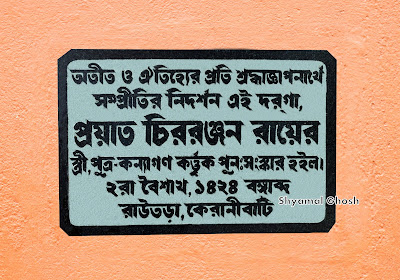 অতীত ও ঐতিহ্যের প্রতি শ্রদ্ধাজ্ঞাপনার্থে
সম্প্রীতির নিদর্শন এই দরগা,
প্রয়াত চিররঞ্জন রায়ের
স্ত্রী, পুত্র-কন্যাগণ কর্ত্তৃক পুনঃসংস্কার হইল।
২রা বৈশাখ, ১৪২৪ বঙ্গাব্দ
রাউতড়া, কেরানীবাটি
Shyamal Ghosh